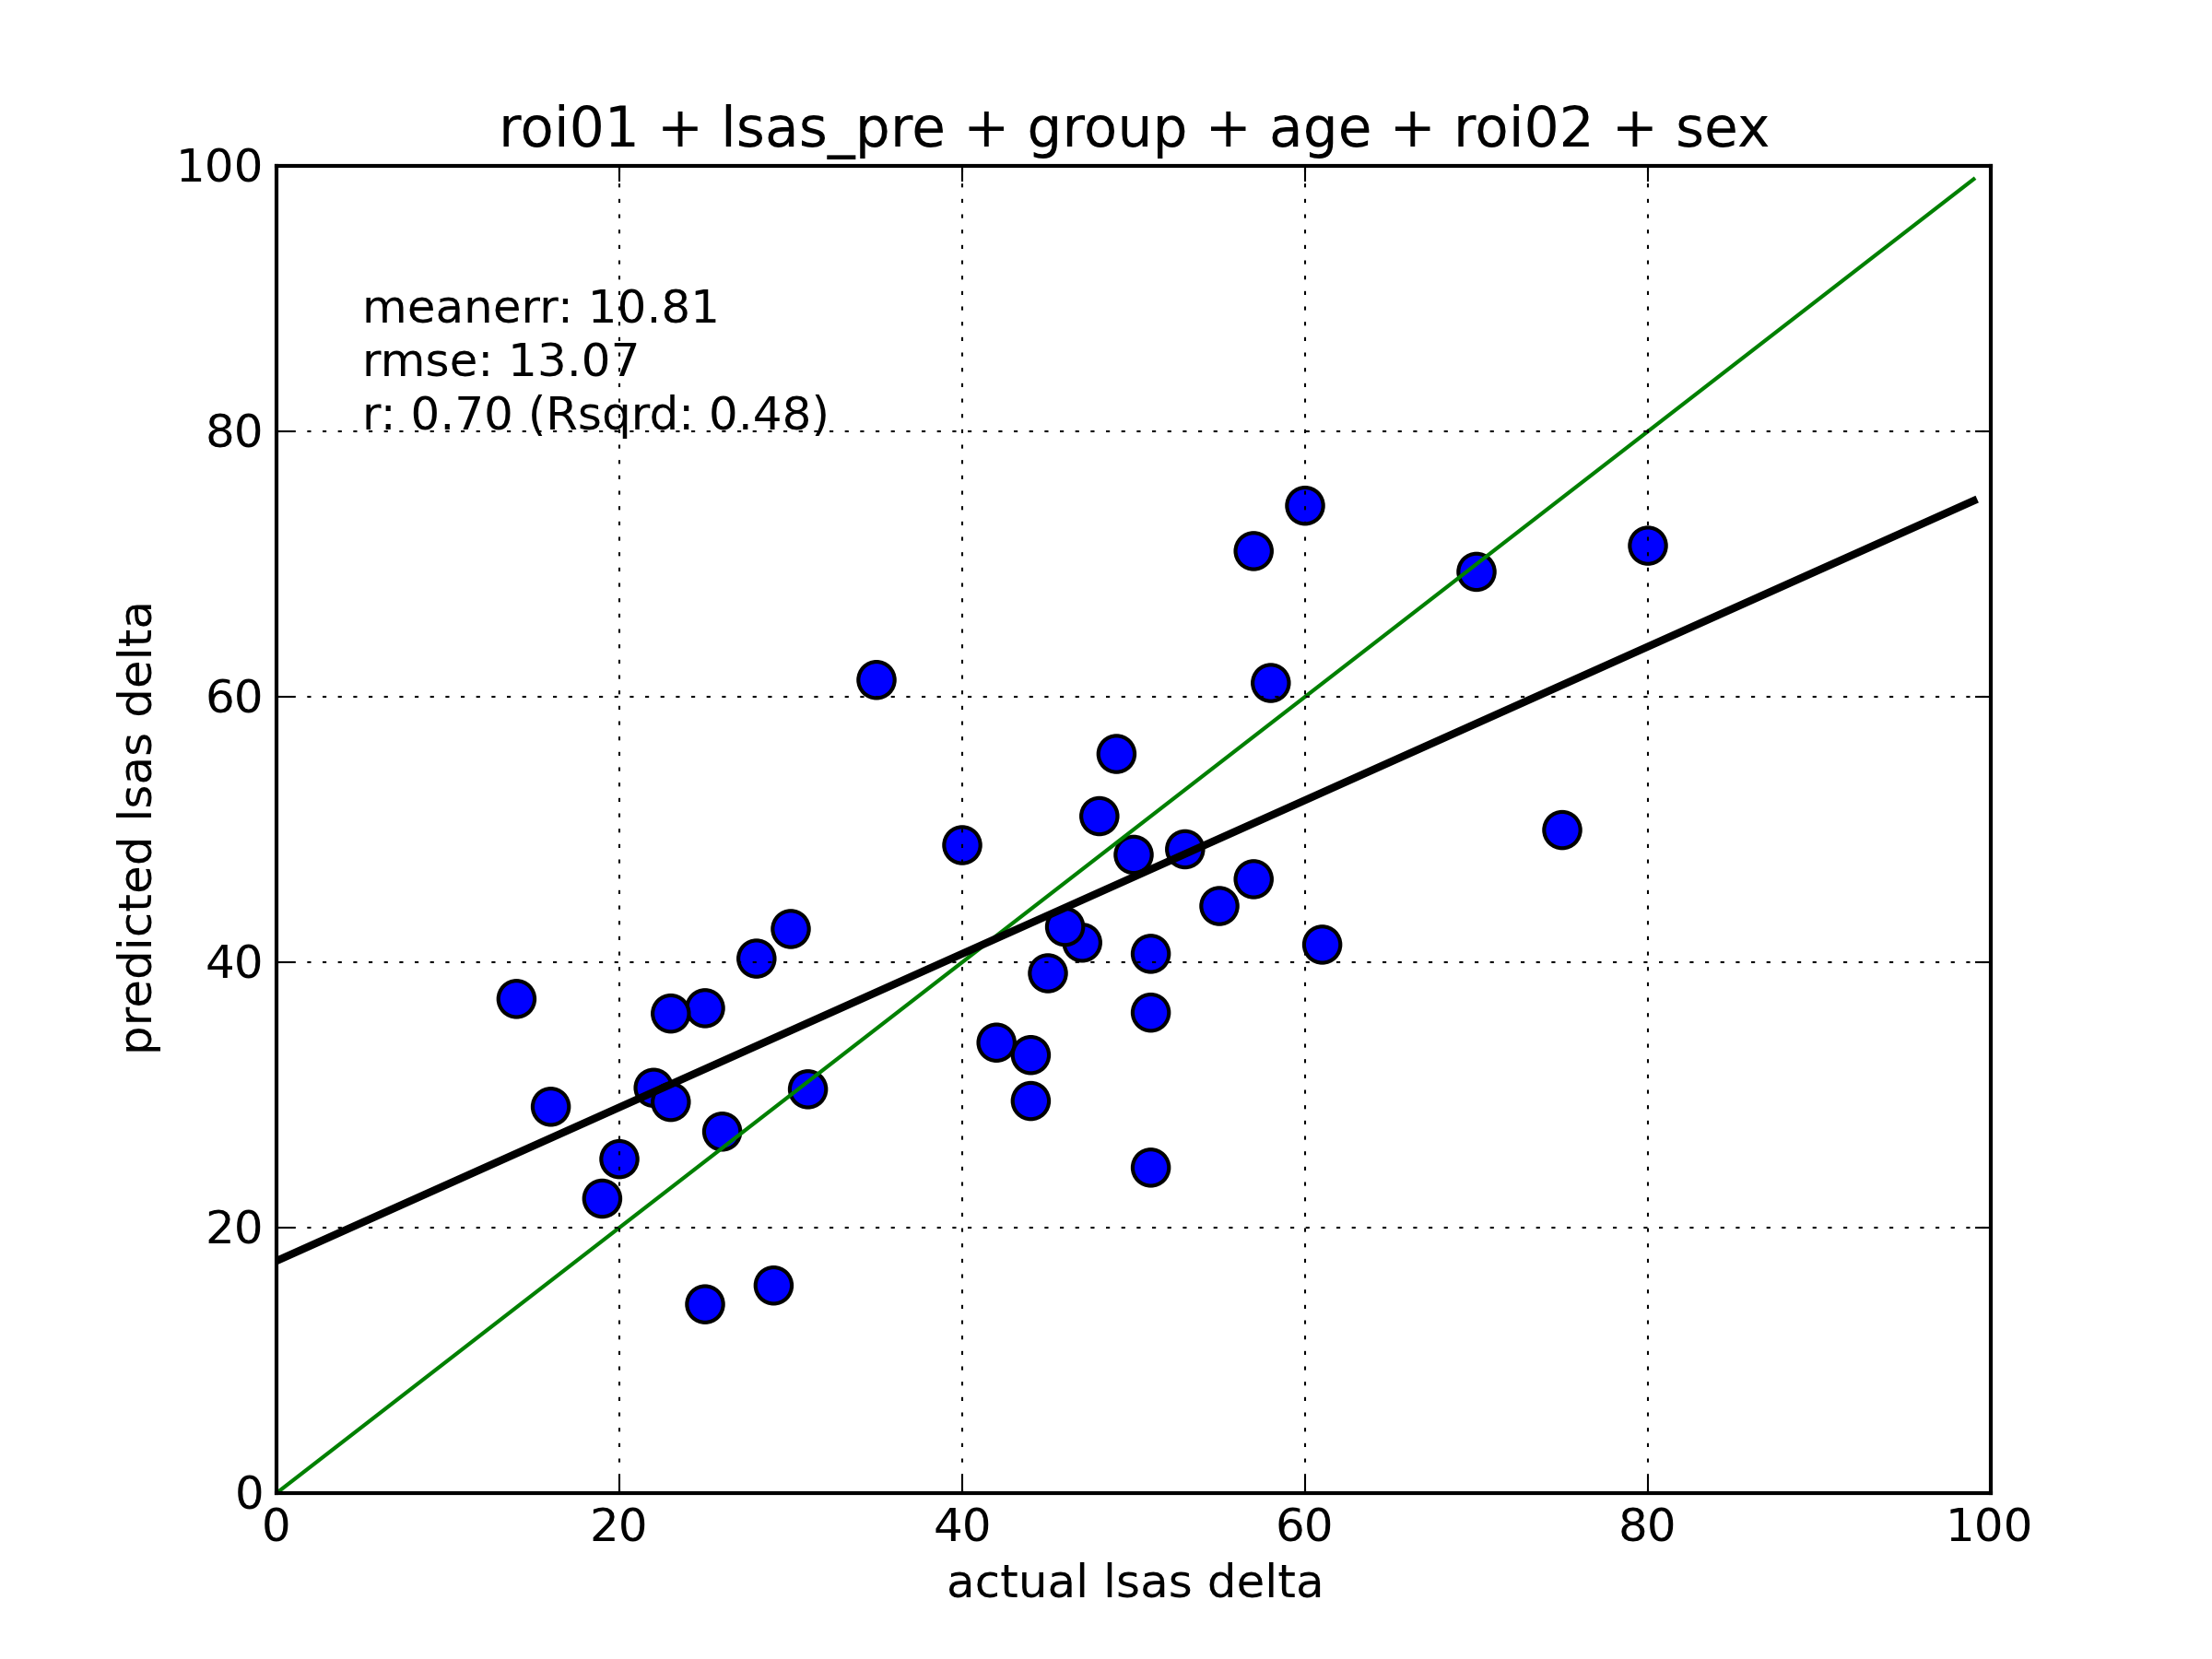 roi01 + lsas_pre + group + age + roi02 + sex
meanerr: 10.81
rmse: 13.07
r: 0.70 (Rsqrd: 0.48)
100
80
60
40
20
0
predicted lsas delta
0 20 40 60 80 100
actual lsas delta